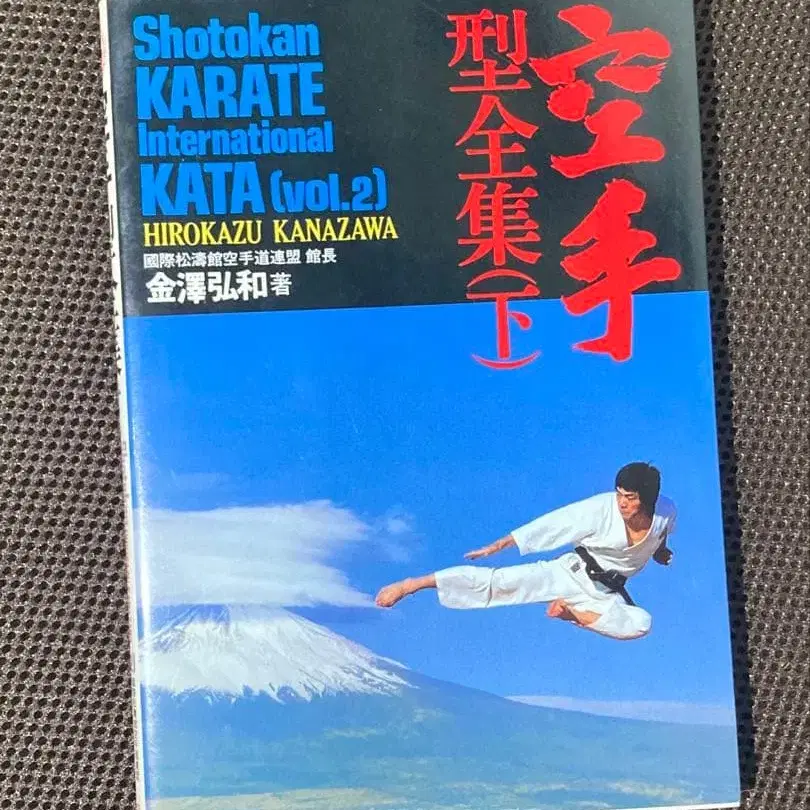 Shotokan
KARATE
International
KATA (vol.2)
HIROKAZU KANAZAWA
國際松濤館空手道連盟 館長
金澤弘和著
空手
型全集(下)